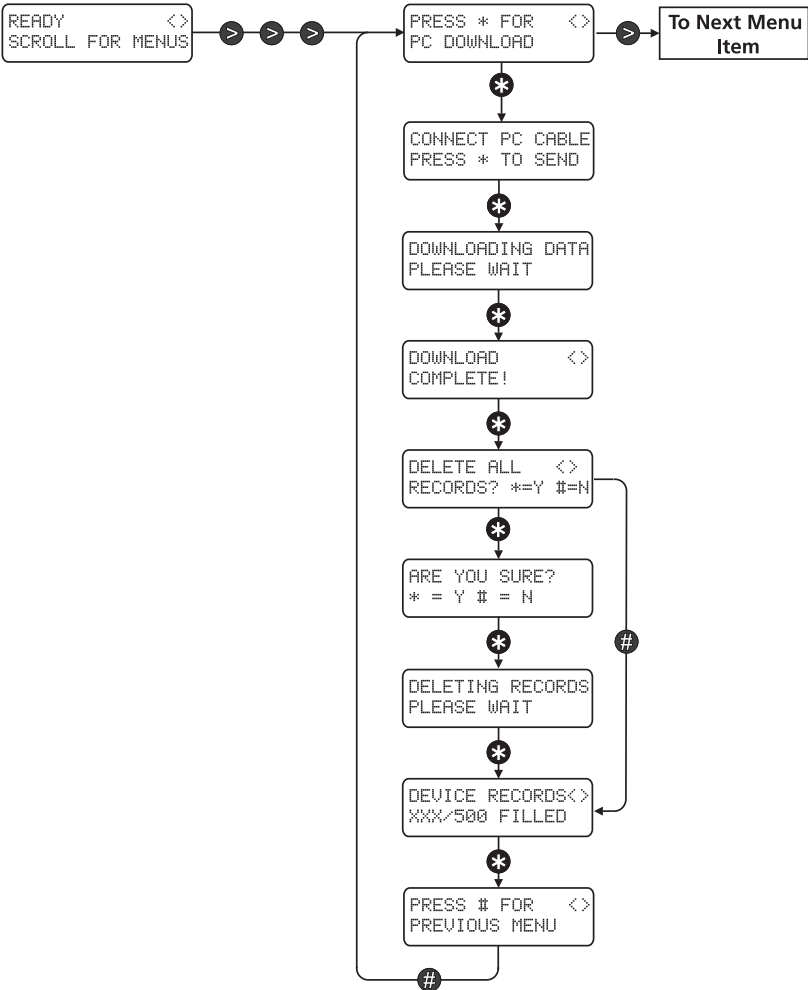 READY <>
SCROLL FOR MENUS
>
>
>
PRESS * FOR <>
PC DOWNLOAD
>
To Next Menu
Item
*
CONNECT PC CABLE
PRESS * TO SEND
*
DOWNLOADING DATA
PLEASE WAIT
*
DOWNLOAD <>
COMPLETE!
*
DELETE ALL <>
RECORDS? *=Y #=N
*
ARE YOU SURE?
* = Y # = N
*
#
DELETING RECORDS
PLEASE WAIT
*
DEVICE RECORDS<>
XXX/500 FILLED
*
PRESS # FOR <>
PREVIOUS MENU
#